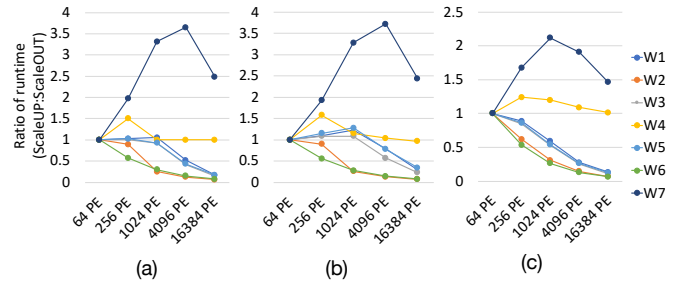 Ratio of runtime
(ScaleUP:ScaleOUT)
4
3.5
3
2.5
2
1.5
1
0.5
0
64 PE
256 PE
1024 PE
4096 PE
16384 PE
(a)
4
3.5
3
2.5
2
1.5
1
0.5
0
64 PE
256 PE
1024 PE
4096 PE
16384 PE
(b)
2.5
2
1.5
1
0.5
0
64 PE
256 PE
1024 PE
4096 PE
16384 PE
(c)
W1
W2
W3
W4
W5
W6
W7